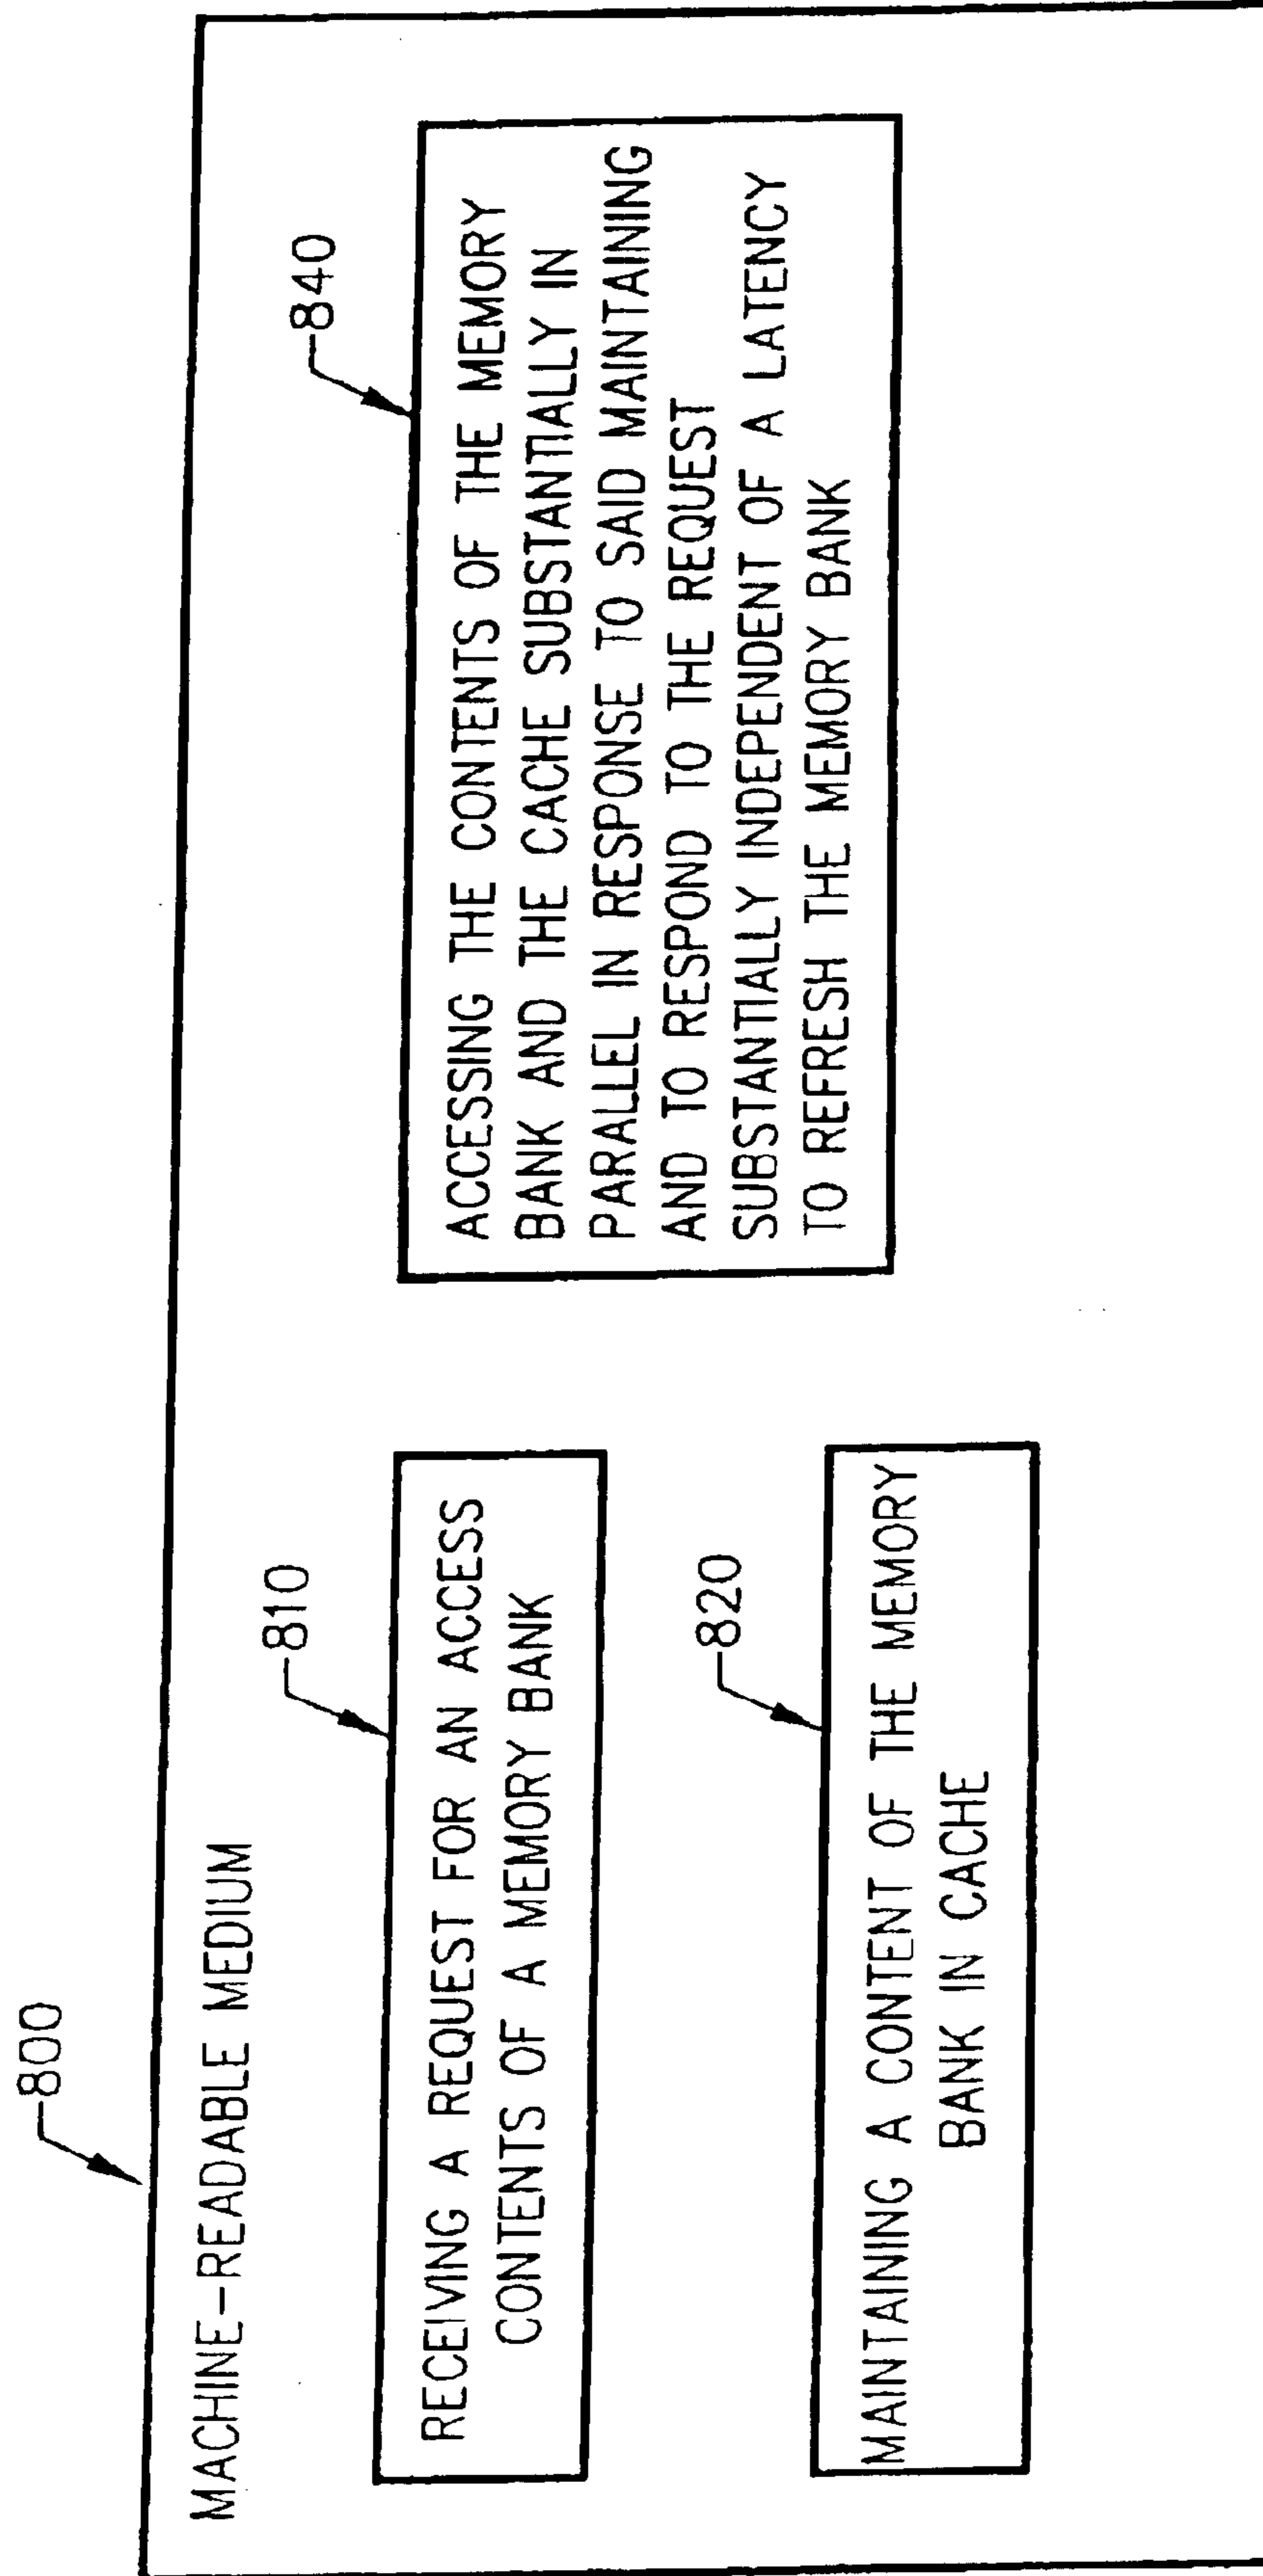 800
MACHINE-READABLE MEDIUM
810
RECEIVING A REQUEST FOR AN ACCESS
CONTENTS OF A MEMORY BANK
820
MAINTAINING A CONTENT OF THE MEMORY
BANK IN CACHE
840
ACCESSING THE CONTENTS OF THE MEMORY
BANK AND THE CACHE SUBSTANTIALLY IN
PARALLEL IN RESPONSE TO SAID MAINTAINING
AND TO RESPOND TO THE REQUEST
SUBSTANTIALLY INDEPENDENT OF A LATENCY
TO REFRESH THE MEMORY BANK